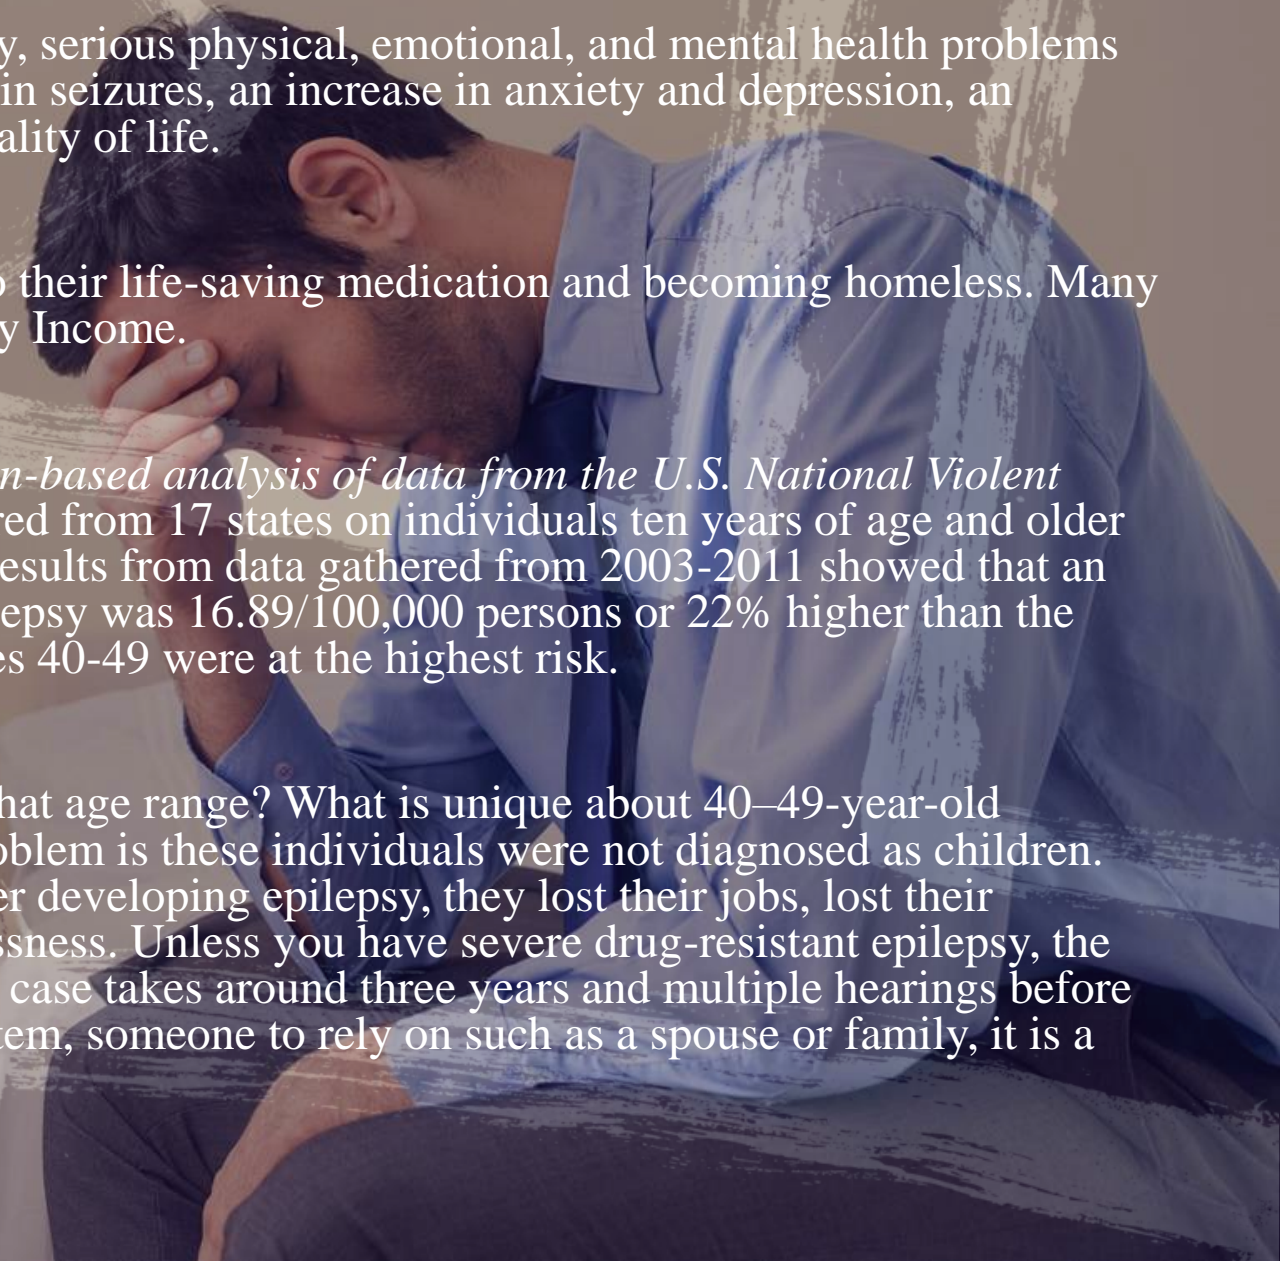 y, serious physical, emotional, and mental health problems
in seizures, an increase in anxiety and depression, an
ality of life.
o their life-saving medication and becoming homeless. Many
y Income.
n-based analysis of data from the U.S. National Violent
red from 17 states on individuals ten years of age and older
esults from data gathered from 2003-2011 showed that an
epsy was 16.89/100,000 persons or 22% higher than the
es 40-49 were at the highest risk.
hat age range? What is unique about 40–49-year-old
oblem is these individuals were not diagnosed as children.
er developing epilepsy, they lost their jobs, lost their
ssness. Unless you have severe drug-resistant epilepsy, the
case takes around three years and multiple hearings before
tem, someone to rely on such as a spouse or family, it is a